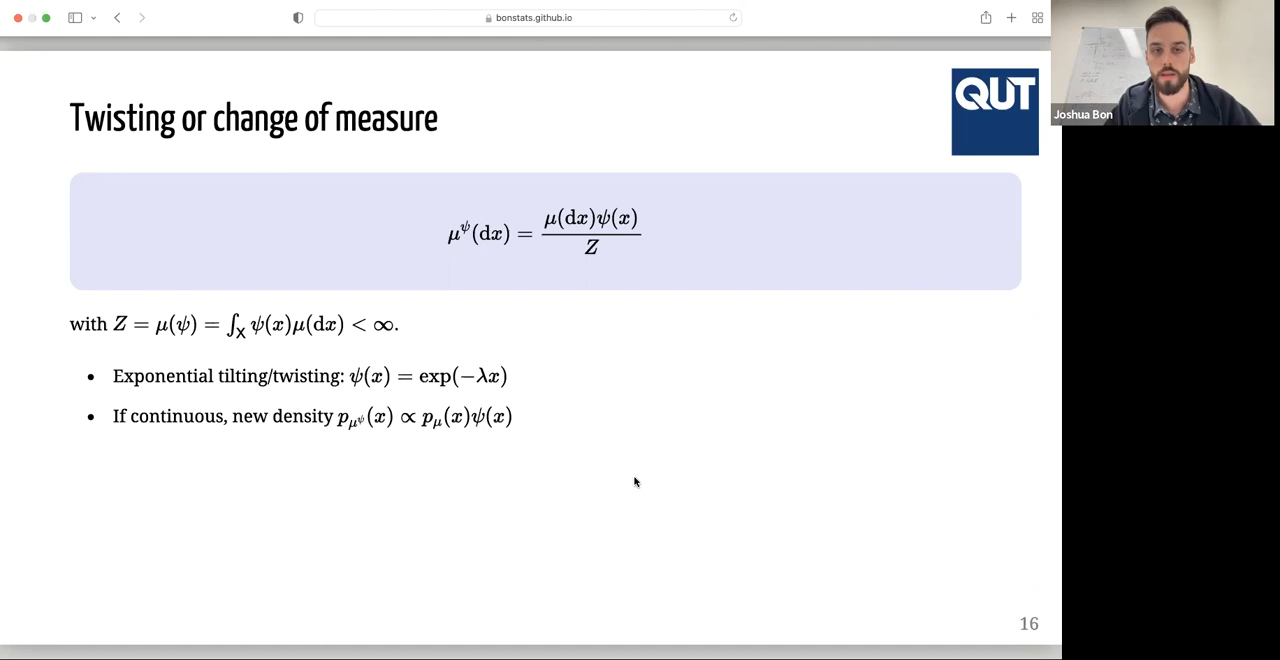 bonstats.github.io
Twisting or change of measure
QUT
Joshua Bon
μ^ψ(dx) = μ(dx)ψ(x) / Z
with Z = μ(ψ) = ∫_X ψ(x)μ(dx) < ∞.
• Exponential tilting/twisting: ψ(x) = exp(−λx)
• If continuous, new density p_{μ^ψ}(x) ∝ p_μ(x)ψ(x)
16